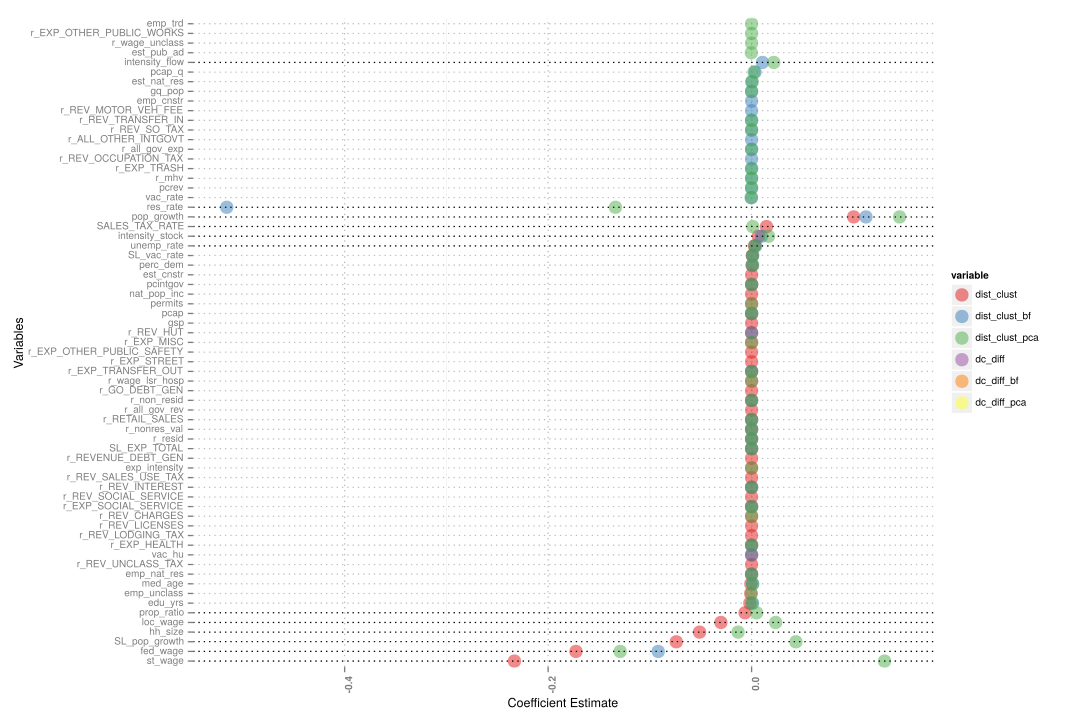 emp_trd
r_EXP_OTHER_PUBLIC_WORKS
r_wage_unclass
est_pub_ad
intensity_flow
pcap_q
est_nat_res
gq_pop
emp_cnstr
r_REV_MOTOR_VEH_FEE
r_REV_TRANSFER_IN
r_REV_SO_TAX
r_ALL_OTHER_INTGOVT
r_all_gov_exp
r_REV_OCCUPATION_TAX
r_EXP_TRASH
r_mhv
pcrev
vac_rate
res_rate
pop_growth
SALES_TAX_RATE
intensity_stock
unemp_rate
SL_vac_rate
perc_dem
est_cnstr
pcintgov
nat_pop_inc
permits
pcap
gsp
r_REV_HUT
r_EXP_MISC
r_EXP_OTHER_PUBLIC_SAFETY
r_EXP_STREET
r_EXP_TRANSFER_OUT
r_wage_lsr_hosp
r_GO_DEBT_GEN
r_non_resid
r_all_gov_rev
r_RETAIL_SALES
r_nonres_val
r_resid
SL_EXP_TOTAL
r_REVENUE_DEBT_GEN
exp_intensity
r_REV_SALES_USE_TAX
r_REV_INTEREST
r_REV_SOCIAL_SERVICE
r_EXP_SOCIAL_SERVICE
r_REV_CHARGES
r_REV_LICENSES
r_REV_LODGING_TAX
r_EXP_HEALTH
vac_hu
r_REV_UNCLASS_TAX
emp_nat_res
med_age
emp_unclass
edu_yrs
prop_ratio
loc_wage
hh_size
SL_pop_growth
fed_wage
st_wage
Variables
-0.4
-0.2
0.0
Coefficient Estimate
variable
dist_clust
dist_clust_bf
dist_clust_pca
dc_diff
dc_diff_bf
dc_diff_pca